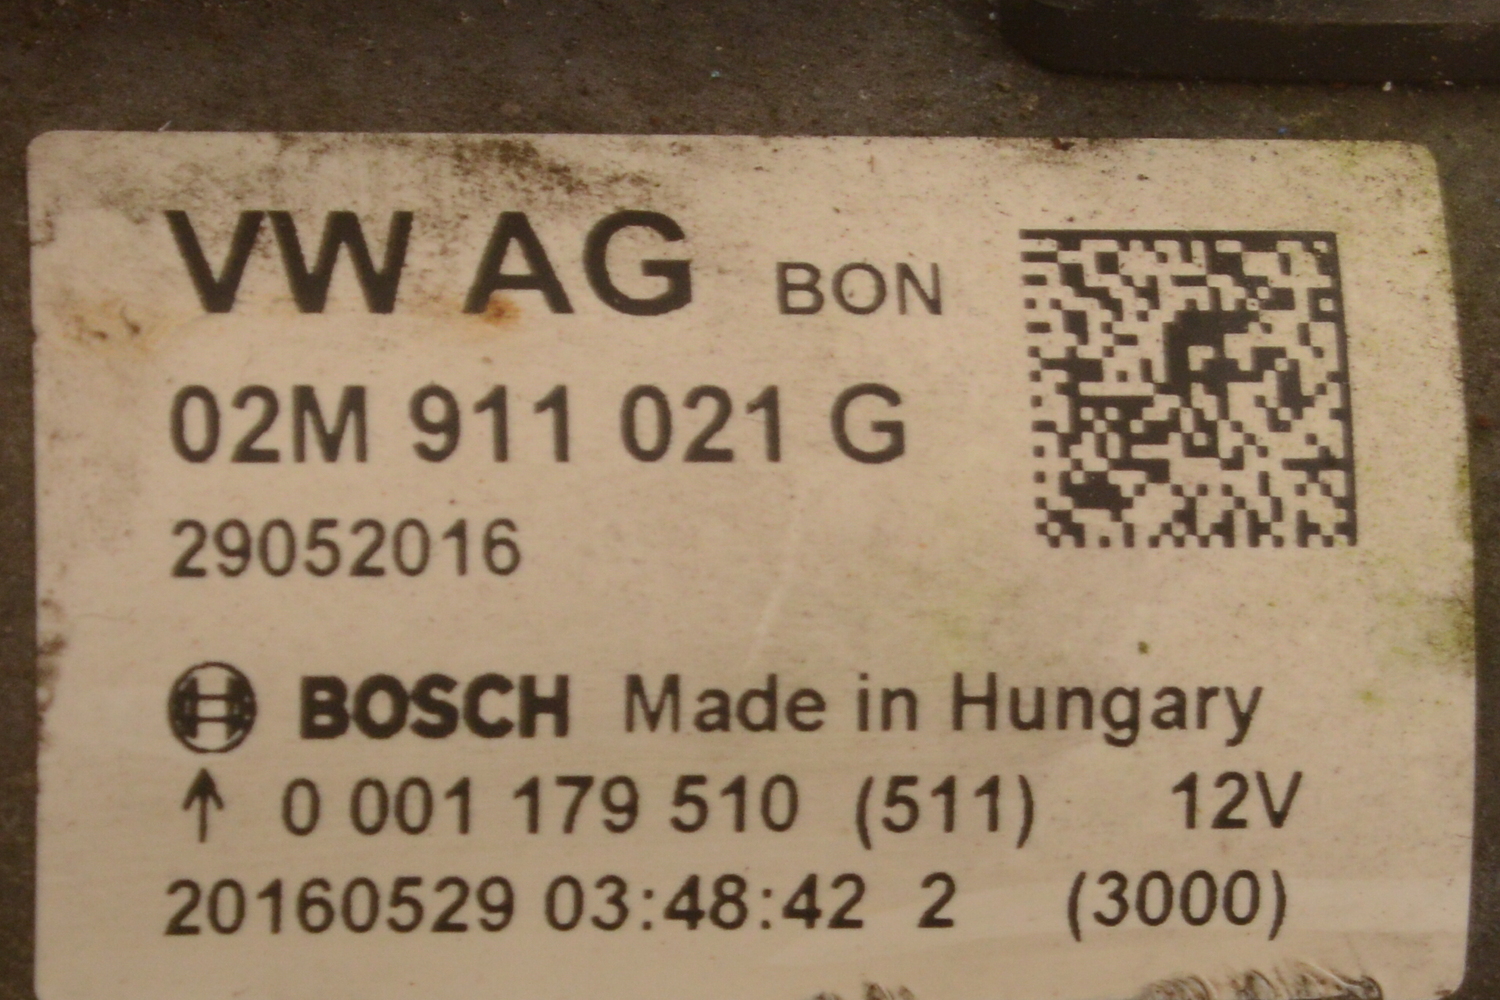 VW AG BON
02M 911 021 G
29052016
BOSCH Made in Hungary
↑ 0 001 179 510 (511) 12V
20160529 03:48:42 2 (3000)